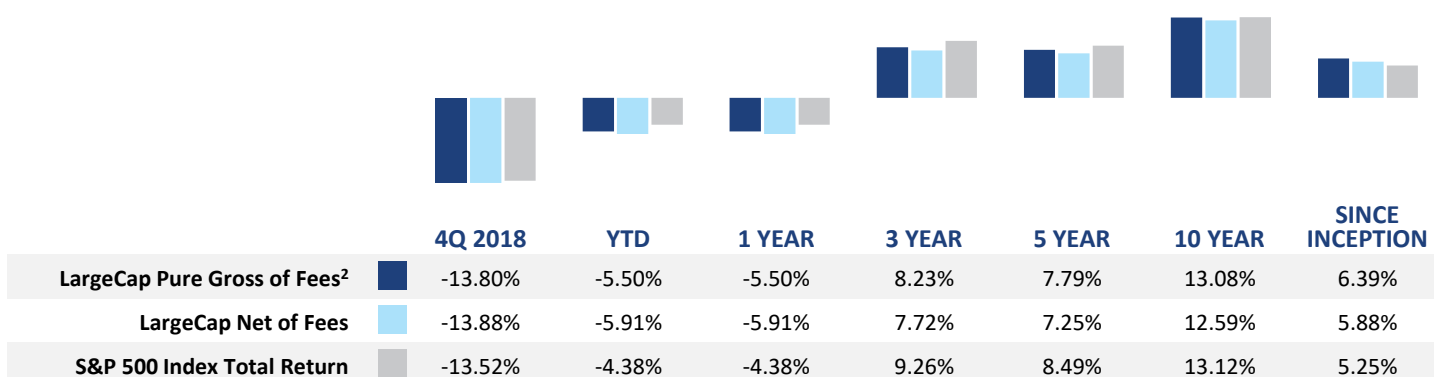 4Q 2018 YTD 1 YEAR 3 YEAR 5 YEAR 10 YEAR SINCE INCEPTION
LargeCap Pure Gross of Fees² -13.80% -5.50% -5.50% 8.23% 7.79% 13.08% 6.39%
LargeCap Net of Fees -13.88% -5.91% -5.91% 7.72% 7.25% 12.59% 5.88%
S&P 500 Index Total Return -13.52% -4.38% -4.38% 9.26% 8.49% 13.12% 5.25%